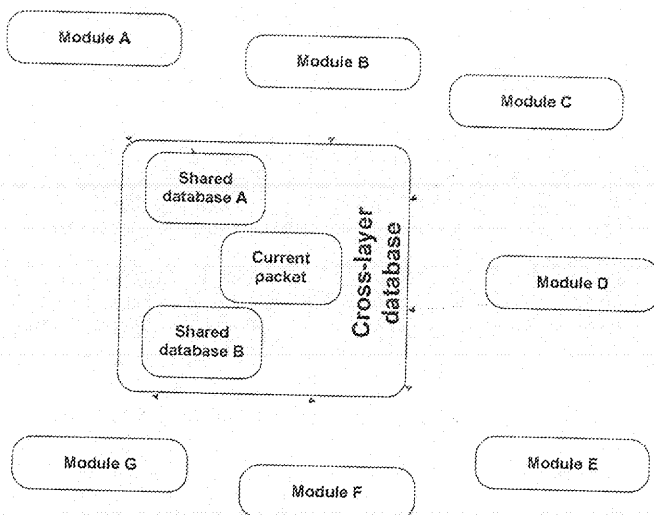 Module A
Module B
Module C
Shared
database A
Current
packet
Cross-layer
database
Shared
database B
Module D
Module G
Module F
Module E